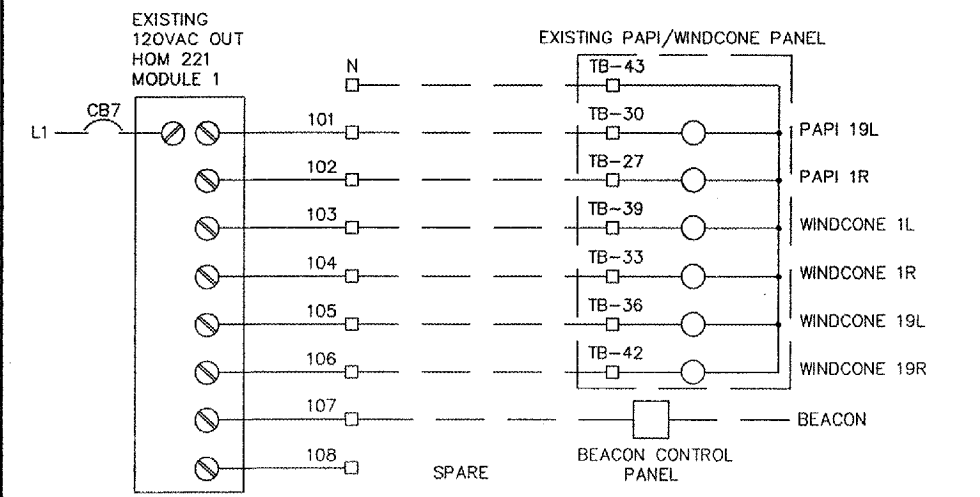 EXISTING
120VAC OUT
HOM 221
MODULE 1
EXISTING PAPI/WINDCONE PANEL
N
TB-43
L1
CB7
101
TB-30
PAPI 19L
102
TB-27
PAPI 1R
103
TB-39
WINDCONE 1L
104
TB-33
WINDCONE 1R
105
TB-36
WINDCONE 19L
106
TB-42
WINDCONE 19R
107
BEACON
108
SPARE
BEACON CONTROL
PANEL